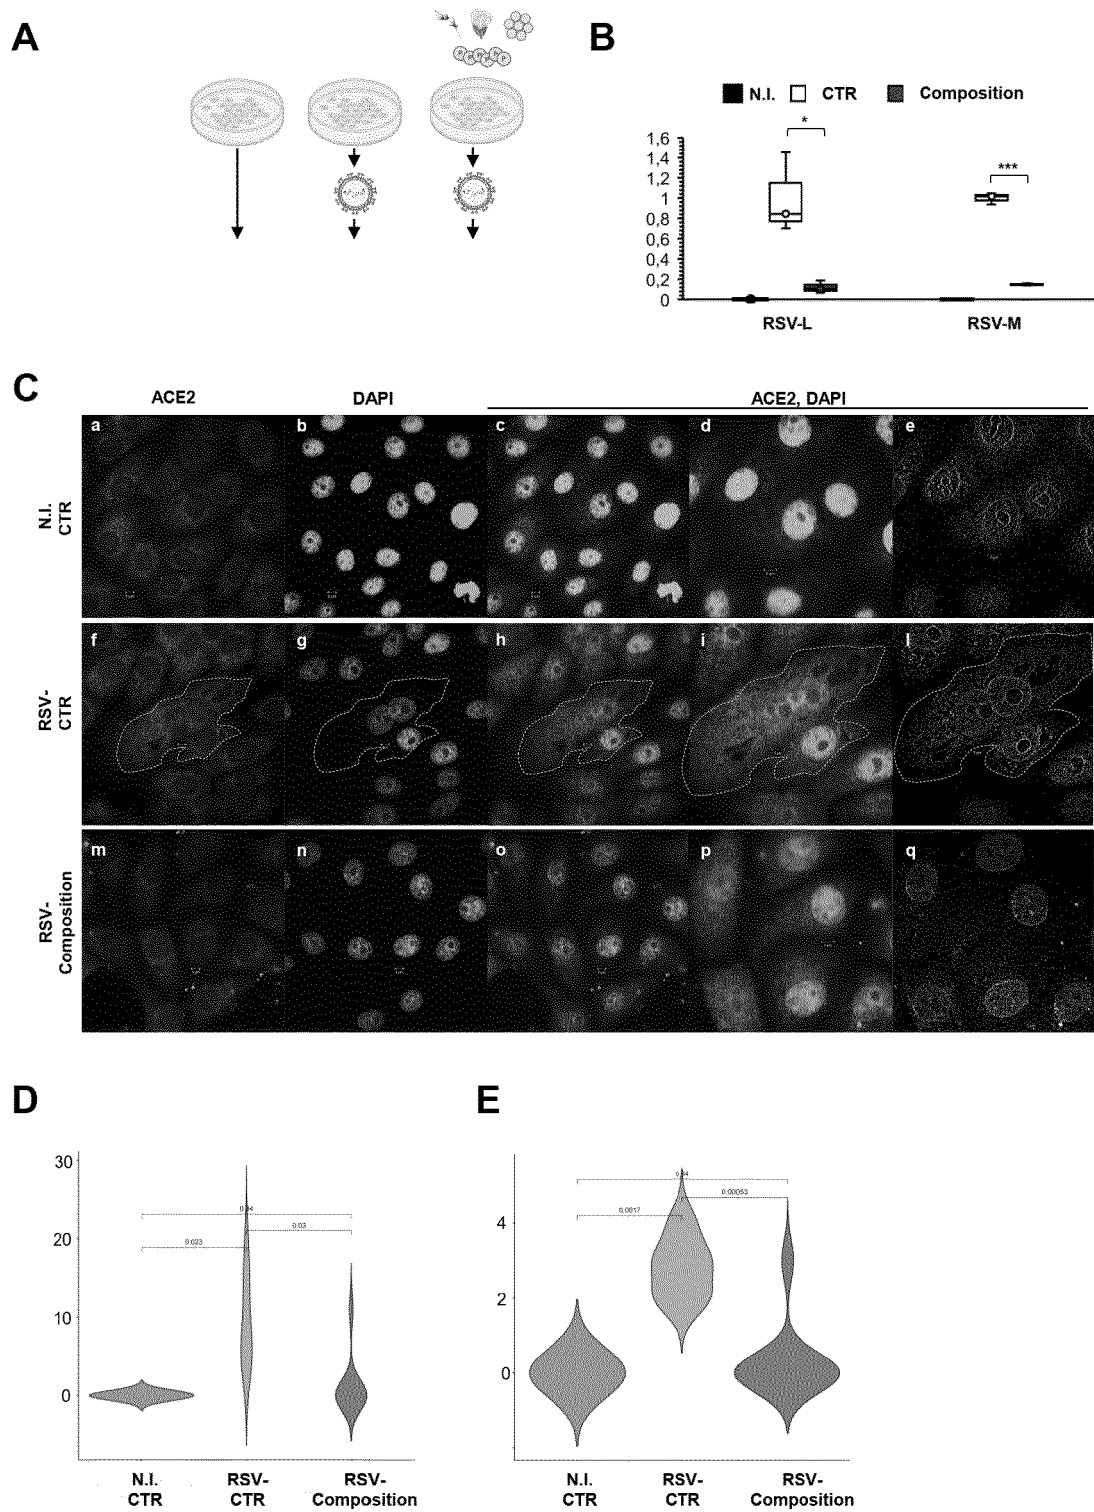 A
B
N.I. CTR Composition
*
***
1,6
1,4
1,2
1
0,8
0,6
0,4
0,2
0
RSV-L RSV-M
C
ACE2 DAPI ACE2, DAPI
N.I.
CTR
a b c d e
RSV-
CTR
f g h i l
RSV-
Composition
m n o p q
D
30
20
10
0
0.03
0.023
N.I.
CTR
RSV-
CTR
RSV-
Composition
E
4
2
0
0.00053
0.0017
N.I.
CTR
RSV-
CTR
RSV-
Composition